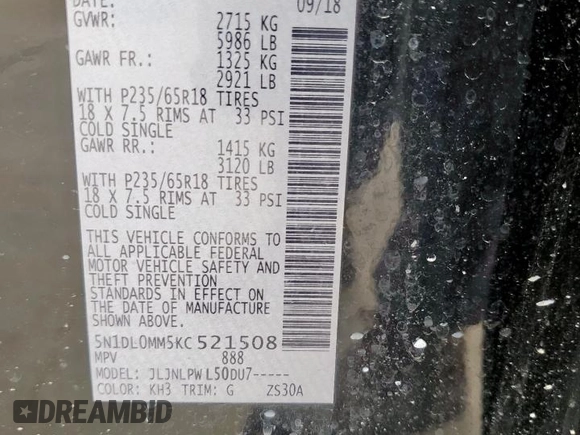 DATE: 09/18
GVWR: 2715 KG
5986 LB
GAWR FR.: 1325 KG
2921 LB
WITH P235/65R18 TIRES
18 X 7.5 RIMS AT 33 PSI
COLD SINGLE
GAWR RR.: 1415 KG
3120 LB
WITH P235/65R18 TIRES
18 X 7.5 RIMS AT 33 PSI
COLD SINGLE
THIS VEHICLE CONFORMS TO
ALL APPLICABLE FEDERAL
MOTOR VEHICLE SAFETY AND
THEFT PREVENTION
STANDARDS IN EFFECT ON
THE DATE OF MANUFACTURE
SHOWN ABOVE.
5N1DL0MM5KC521508
MPV 888
MODEL: JLJNLPW L50DU7-----
COLOR: KH3 TRIM: G ZS30A
DREAMBID